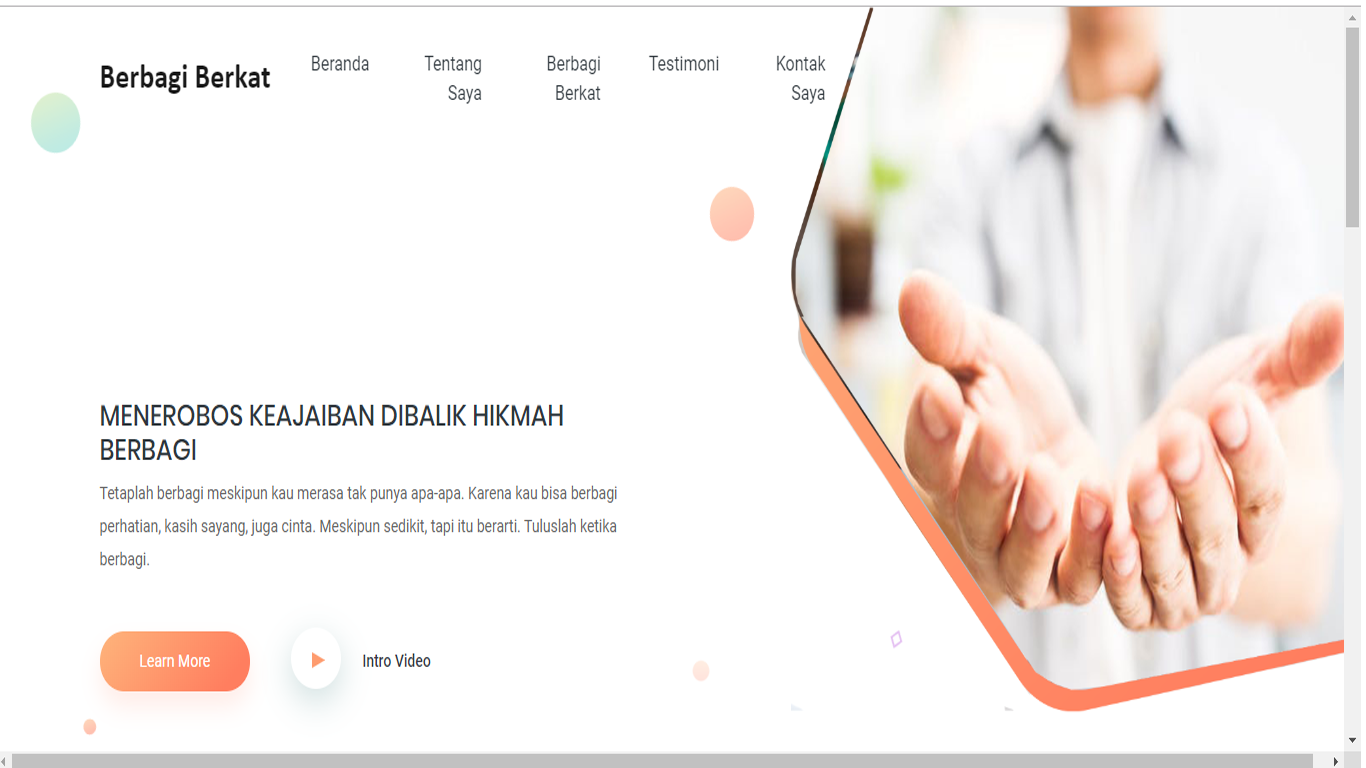 Berbagi Berkat
Beranda
Tentang
Saya
Berbagi
Berkat
Testimoni
Kontak
Saya
MENEROBOS KEAJAIBAN DIBALIK HIKMAH
BERBAGI
Tetaplah berbagi meskipun kau merasa tak punya apa-apa. Karena kau bisa berbagi
perhatian, kasih sayang, juga cinta. Meskipun sedikit, tapi itu berarti. Tuluslah ketika
berbagi.
Learn More
Intro Video